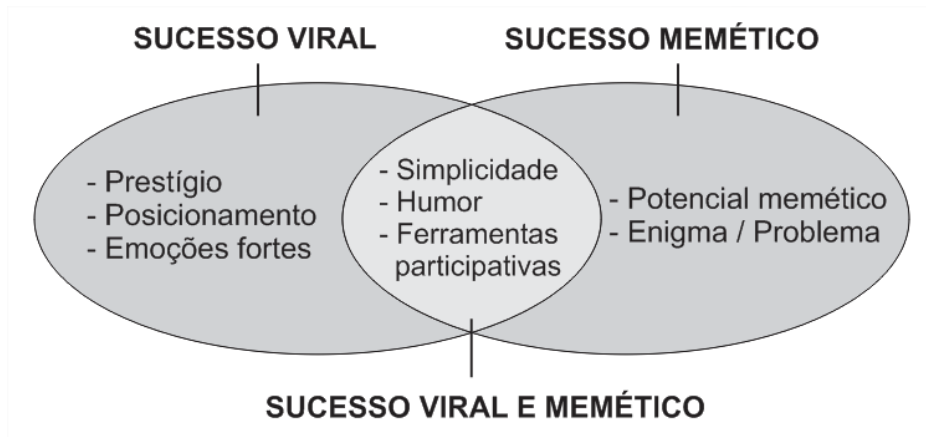 SUCESSO VIRAL
SUCESSO MEMÉTICO
- Prestígio
- Posicionamento
- Emoções fortes
- Simplicidade
- Humor
- Ferramentas
participativas
- Potencial memético
- Enigma / Problema
SUCESSO VIRAL E MEMÉTICO